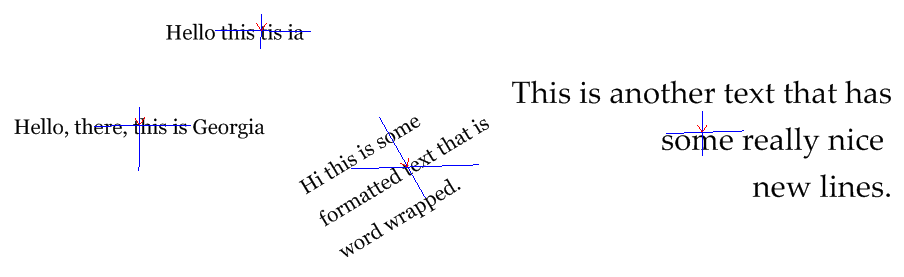 Hello this tis ia
Hello, there, this is Georgia
Hi this is some
formatted text that is
word wrapped.
This is another text that has
some really nice
new lines.